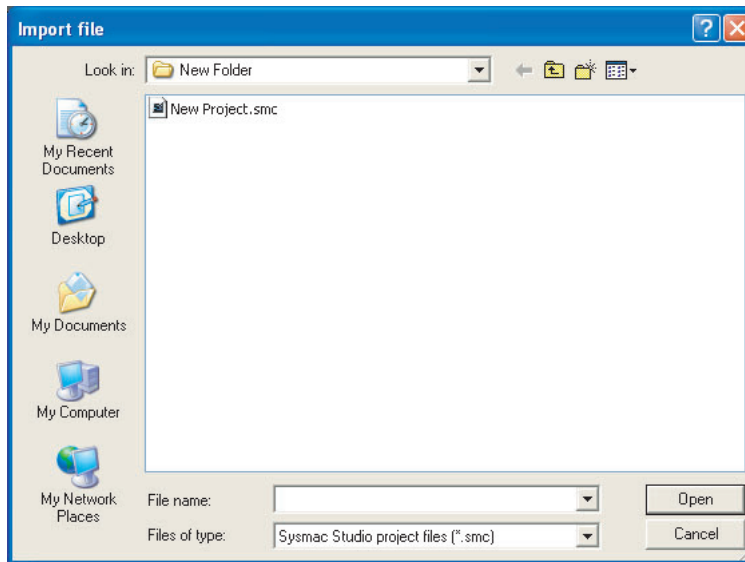 Import file
Look in:
New Folder
New Project.smc
My Recent
Documents
Desktop
My Documents
My Computer
My Network
Places
File name:
Open
Files of type:
Sysmac Studio project files (*.smc)
Cancel